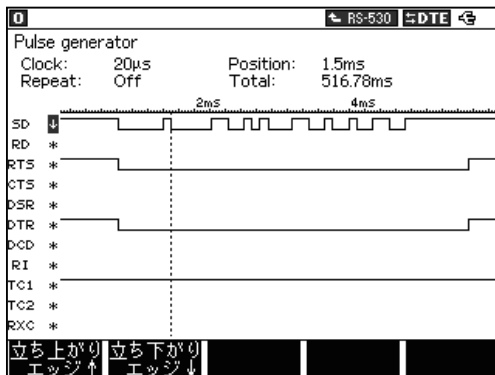 0 RS-530 DTE
Pulse generator
Clock: 20µs Position: 1.5ms
Repeat: Off Total: 516.78ms
2ms 4ms
SD ↓
RD *
RTS *
CTS *
DSR *
DTR *
DCD *
RI *
TC1 *
TC2 *
RXC *
立ち上がり 立ち下がり
エッジ↑ エッジ↓